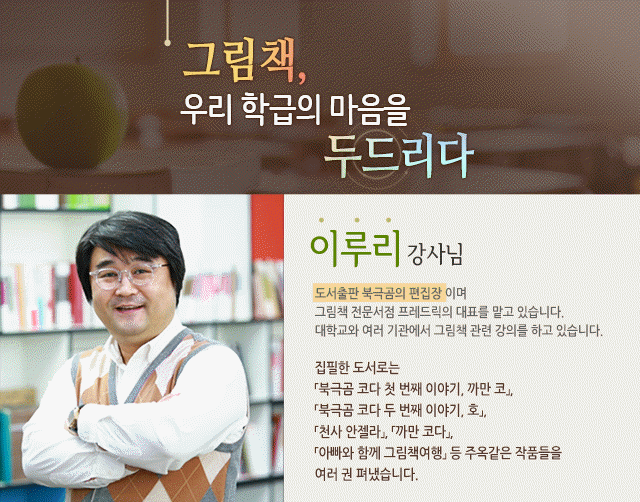 그림책,
우리 학급의 마음을
두드리다
이루리 강사님
도서출판 북극곰의 편집장 이며
그림책 전문서점 프레드릭의 대표를 맡고 있습니다.
대학교와 여러 기관에서 그림책 관련 강의를 하고 있습니다.
집필한 도서로는
「북극곰 코다 첫 번째 이야기, 까만 코」,
「북극곰 코다 두 번째 이야기, 호」,
「천사 안젤라」, 「까만 코다」,
「아빠와 함께 그림책여행」 등 주옥같은 작품들을
여러 권 펴냈습니다.